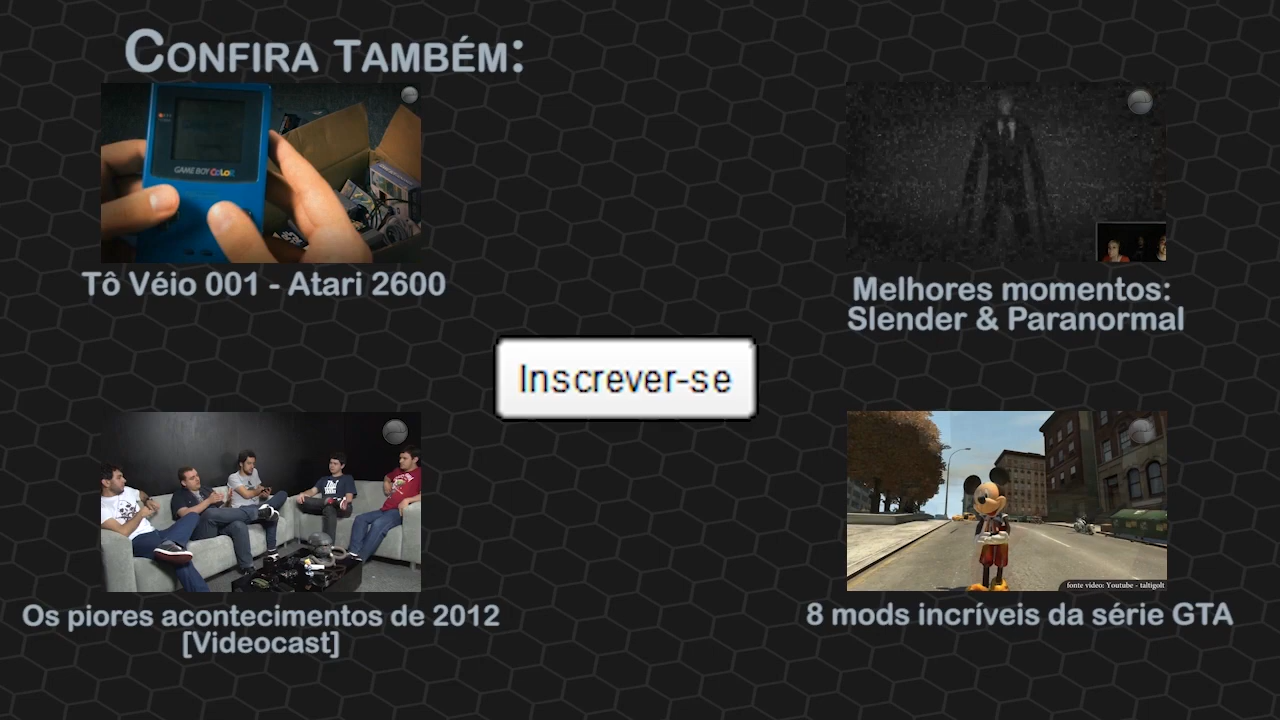 Confira também:
GAME BOY COLOR
Tô Véio 001 - Atari 2600
Melhores momentos:
Slender & Paranormal
Inscrever-se
fonte video: Youtube - taltigolt
Os piores acontecimentos de 2012
[Videocast]
8 mods incríveis da série GTA